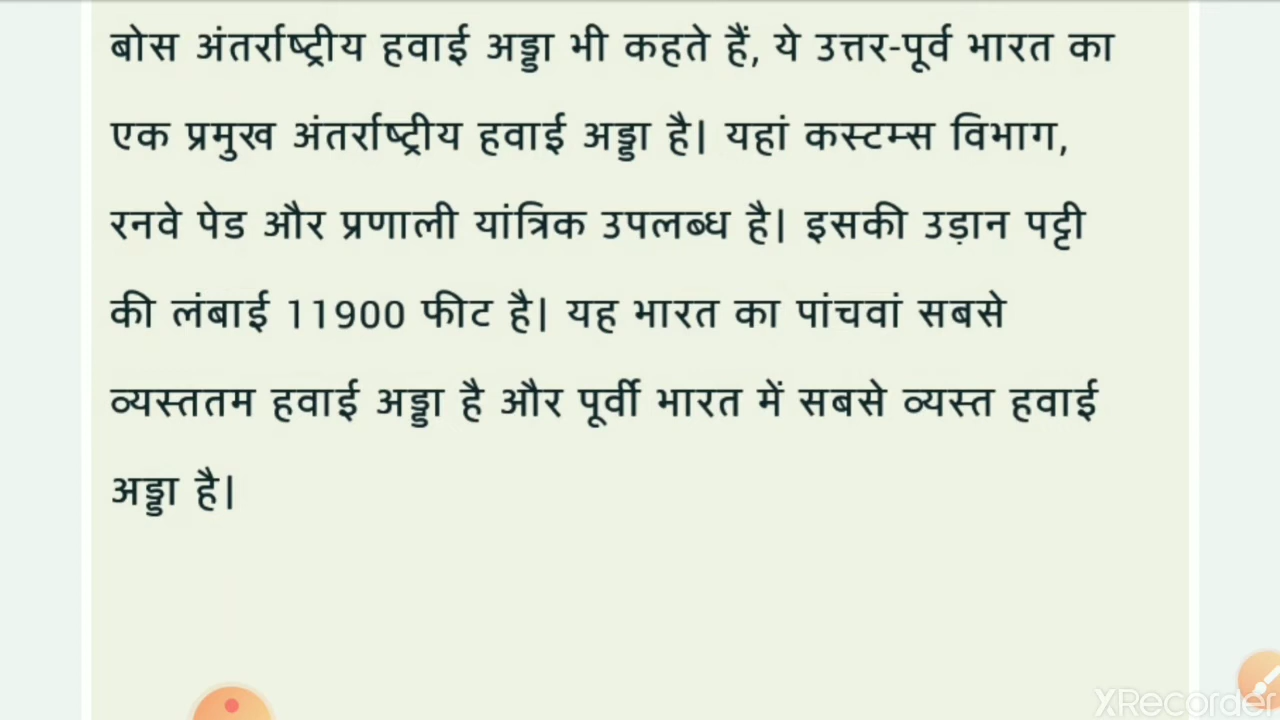 बोस अंतर्राष्ट्रीय हवाई अड्डा भी कहते हैं, ये उत्तर-पूर्व भारत का
एक प्रमुख अंतर्राष्ट्रीय हवाई अड्डा है। यहां कस्टम्स विभाग,
रनवे पेड और प्रणाली यांत्रिक उपलब्ध है। इसकी उड़ान पट्टी
की लंबाई 11900 फीट है। यह भारत का पांचवां सबसे
व्यस्ततम हवाई अड्डा है और पूर्वी भारत में सबसे व्यस्त हवाई
अड्डा है।
XRecorder